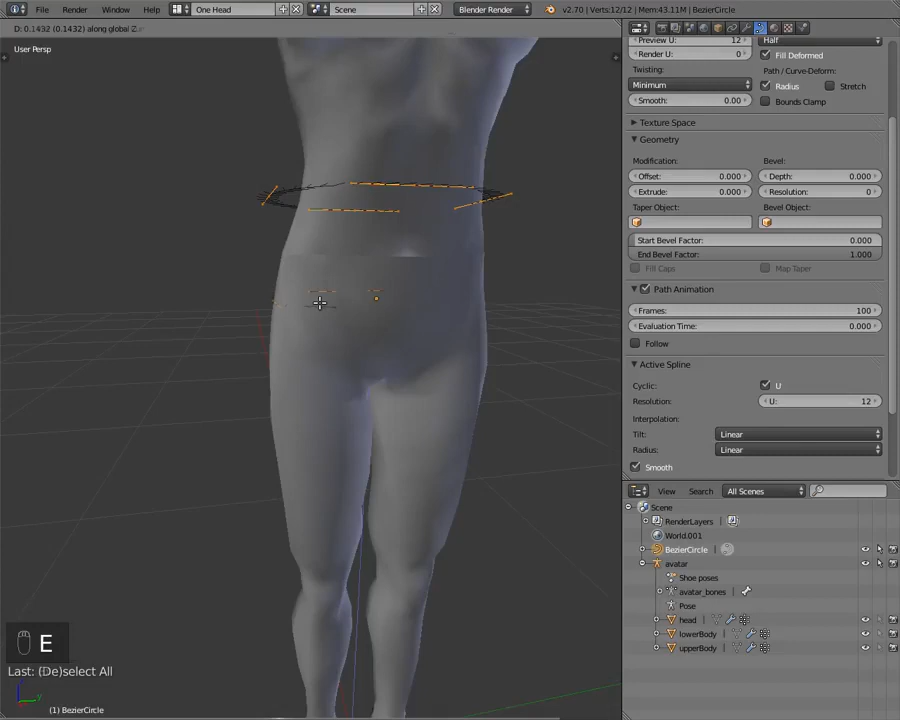 File Render Window Help One Head Scene Blender Render v2.70 | Verts:12/12 | Mem:43.11M | BezierCircle
D: 0.1432 (0.1432) along global Z
User Persp
Preview U: 12 Half
Render U: 0 Fill Deformed
Twisting: Path / Curve-Deform:
Minimum Radius Stretch
Smooth: 0.00 Bounds Clamp
Texture Space
Geometry
Modification: Bevel:
Offset: 0.000 Depth: 0.000
Extrude: 0.000 Resolution: 0
Taper Object: Bevel Object:
Start Bevel Factor: 0.000
End Bevel Factor: 1.000
Fill Caps Map Taper
Path Animation
Frames: 100
Evaluation Time: 0.000
Follow
Active Spline
Cyclic: U
Resolution: U: 12
Interpolation:
Tilt: Linear
Radius: Linear
Smooth
View Search All Scenes
Scene
RenderLayers
World.001
BezierCircle
avatar
Shoe poses
avatar_bones
Pose
head
lowerBody
upperBody
E
Last: (De)select All
(1) BezierCircle